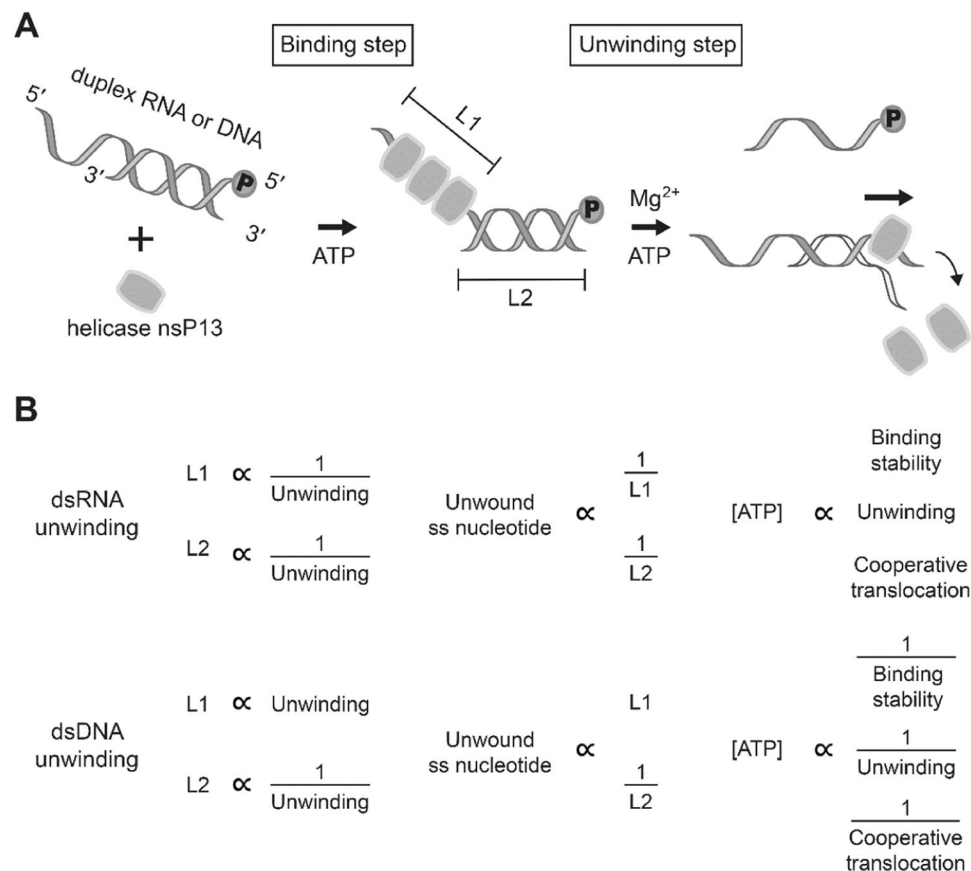 A
Binding step
Unwinding step
5'
duplex RNA or DNA
3'
P
5'
3'
+
helicase nsP13
ATP
L1
P
L2
Mg²⁺
ATP
P
B
dsRNA
unwinding
L1 ∝ 1
Unwinding
L2 ∝ 1
Unwinding
Unwound
ss nucleotide
∝
1
L1
1
L2
[ATP] ∝
Binding
stability
Unwinding
Cooperative
translocation
dsDNA
unwinding
L1 ∝ Unwinding
L2 ∝ 1
Unwinding
Unwound
ss nucleotide
∝
L1
1
L2
[ATP] ∝
1
Binding
stability
1
Unwinding
1
Cooperative
translocation